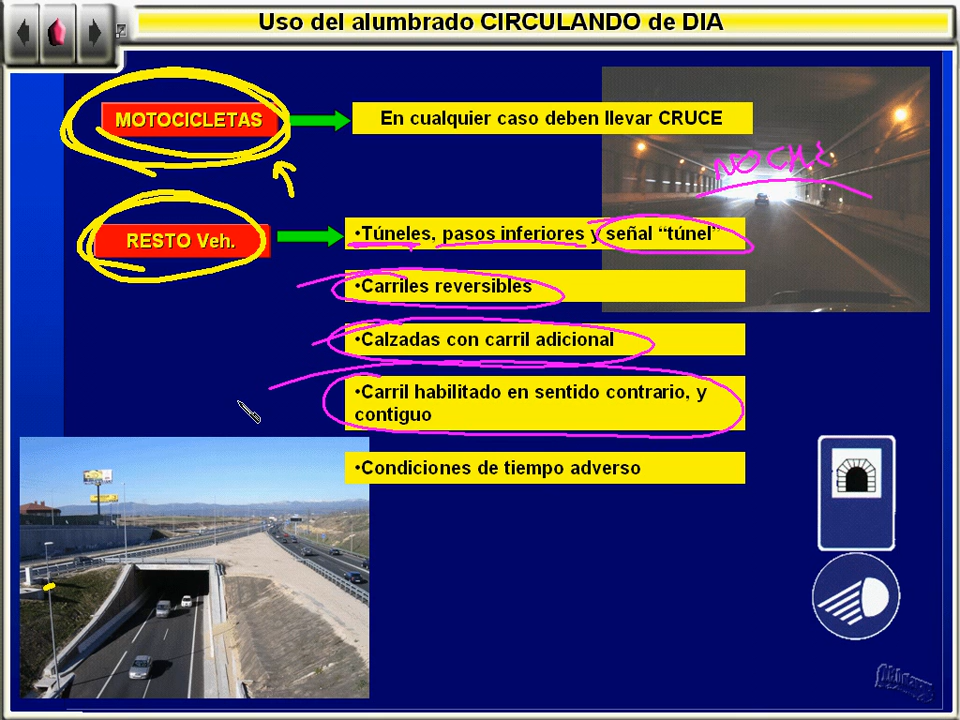 Uso del alumbrado CIRCULANDO de DIA
MOTOCICLETAS
En cualquier caso deben llevar CRUCE
NOCHE
RESTO Veh.
•Túneles, pasos inferiores y señal “túnel”
•Carriles reversibles
•Calzadas con carril adicional
•Carril habilitado en sentido contrario, y
contiguo
•Condiciones de tiempo adverso